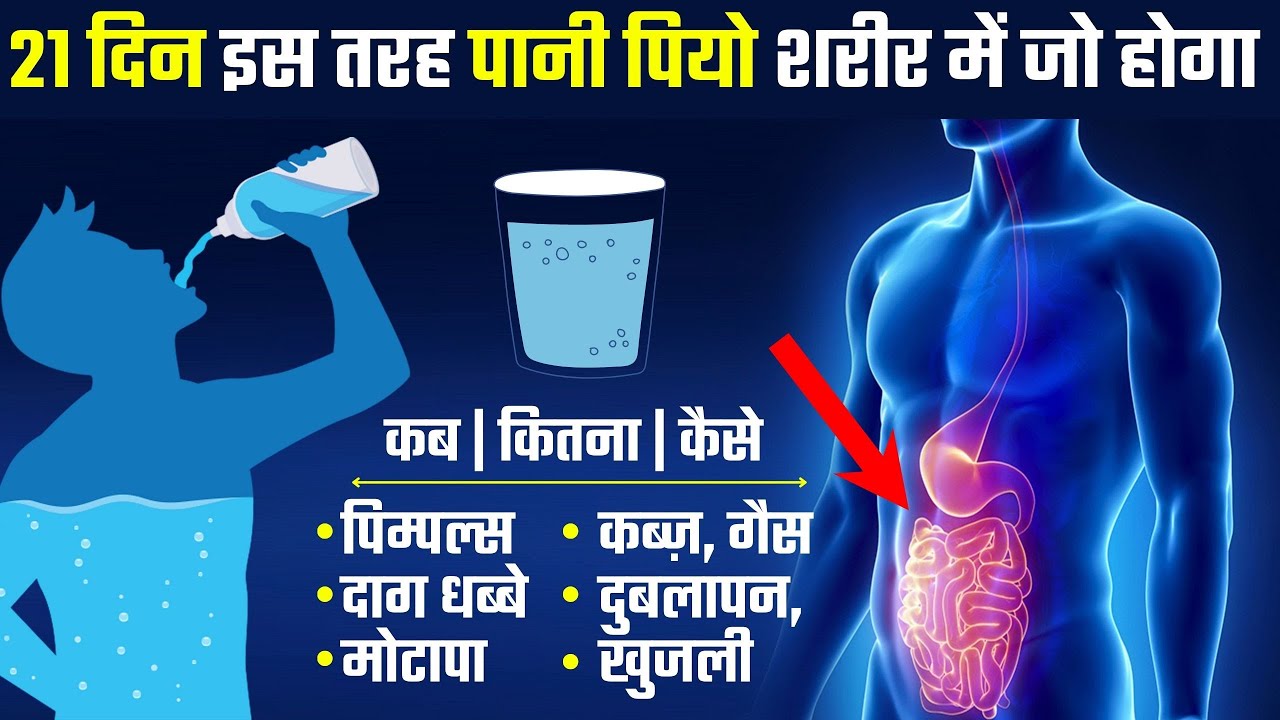 21 दिन इस तरह पानी पियो शरीर में जो होगा
कब | कितना | कैसे
• पिम्पल्स
• दाग धब्बे
• मोटापा
• कब्ज़, गैस
• दुबलापन,
• खुजली